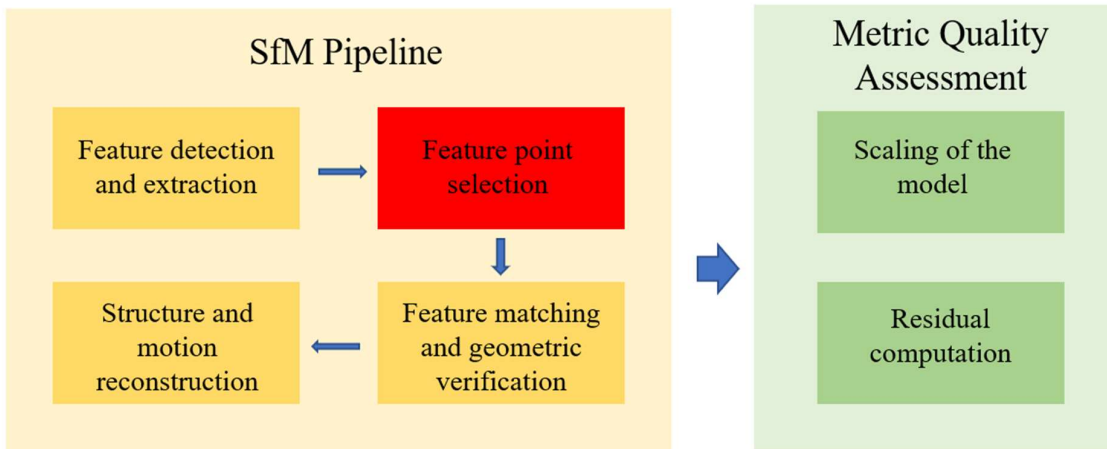 SfM Pipeline
Feature detection
and extraction
Feature point
selection
Structure and
motion
reconstruction
Feature matching
and geometric
verification
Metric Quality
Assessment
Scaling of the
model
Residual
computation